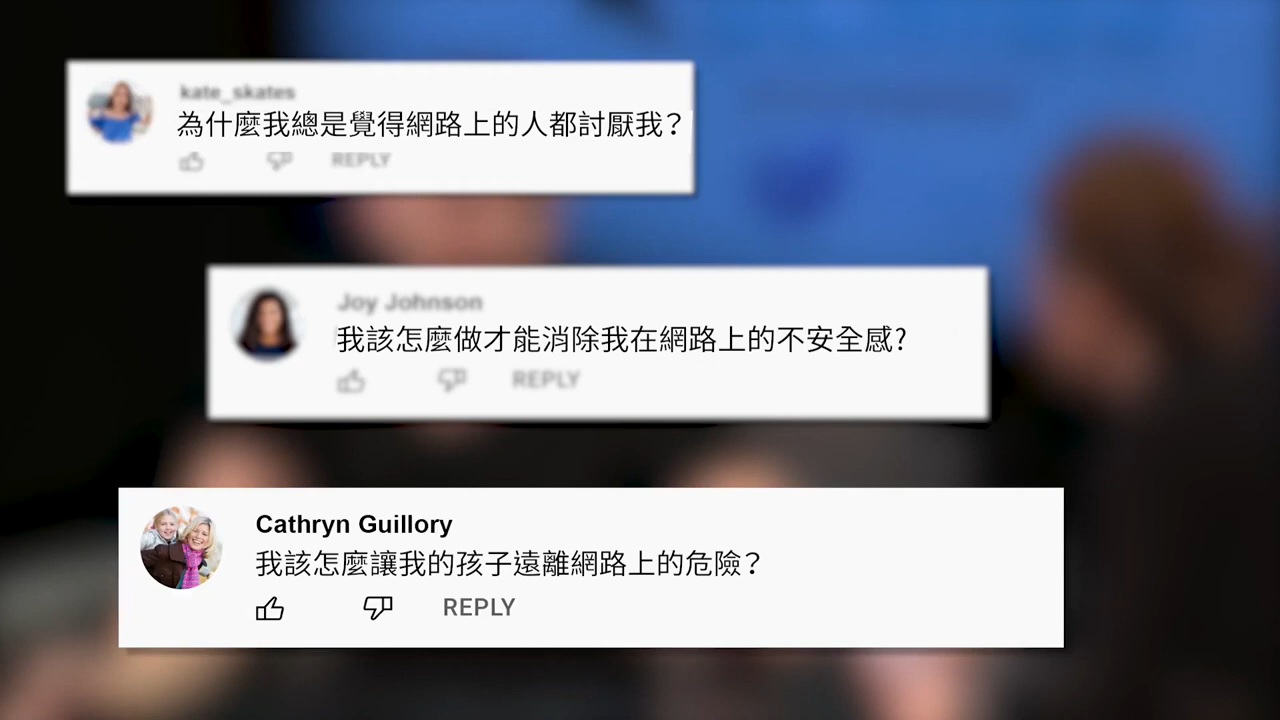 kate_skates
為什麼我總是覺得網路上的人都討厭我？
REPLY
Joy Johnson
我該怎麼做才能消除我在網路上的不安全感?
REPLY
Cathryn Guillory
我該怎麼讓我的孩子遠離網路上的危險？
REPLY